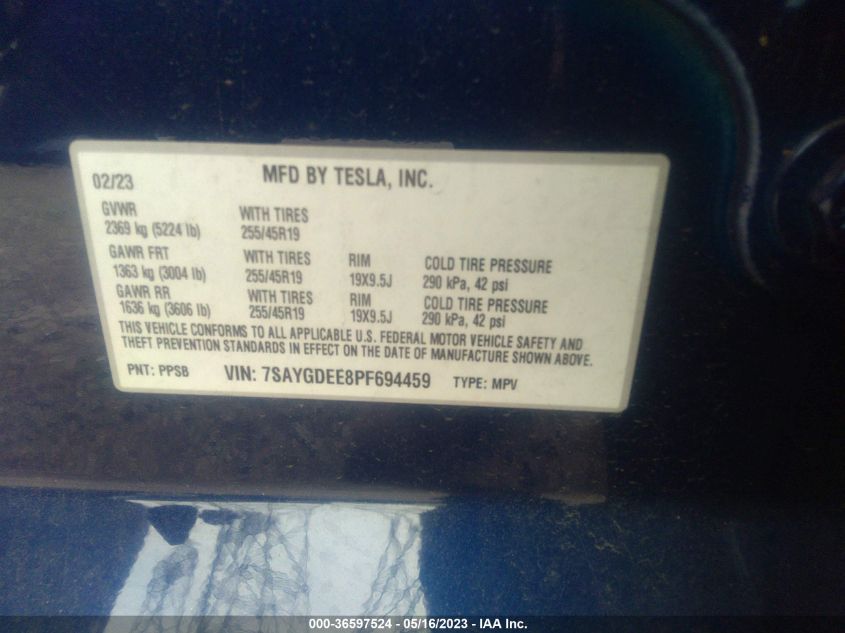 02/23 MFD BY TESLA, INC.
GVWR WITH TIRES
2369 kg (5224 lb) 255/45R19
GAWR FRT WITH TIRES RIM COLD TIRE PRESSURE
1363 kg (3004 lb) 255/45R19 19X9.5J 290 kPa, 42 psi
GAWR RR WITH TIRES RIM COLD TIRE PRESSURE
1636 kg (3606 lb) 255/45R19 19X9.5J 290 kPa, 42 psi
THIS VEHICLE CONFORMS TO ALL APPLICABLE U.S. FEDERAL MOTOR VEHICLE SAFETY AND
THEFT PREVENTION STANDARDS IN EFFECT ON THE DATE OF MANUFACTURE SHOWN ABOVE.
PNT: PPSB VIN: 7SAYGDEE8PF694459 TYPE: MPV
000-36597524 - 05/16/2023 - IAA Inc.